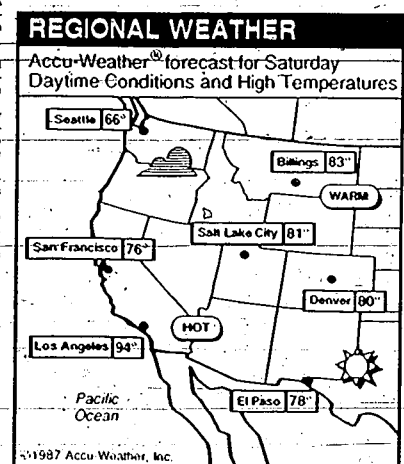 REGIONAL WEATHER
Accu-Weather® forecast for Saturday
Daytime Conditions and High Temperatures
Seattle 66°
Billings 83°
WARM
Salt Lake City 81°
San Francisco 76°
Denver 80°
HOT
Los Angeles 94°
El Paso 78°
Pacific
Ocean
©1987 Accu-Weather, Inc.